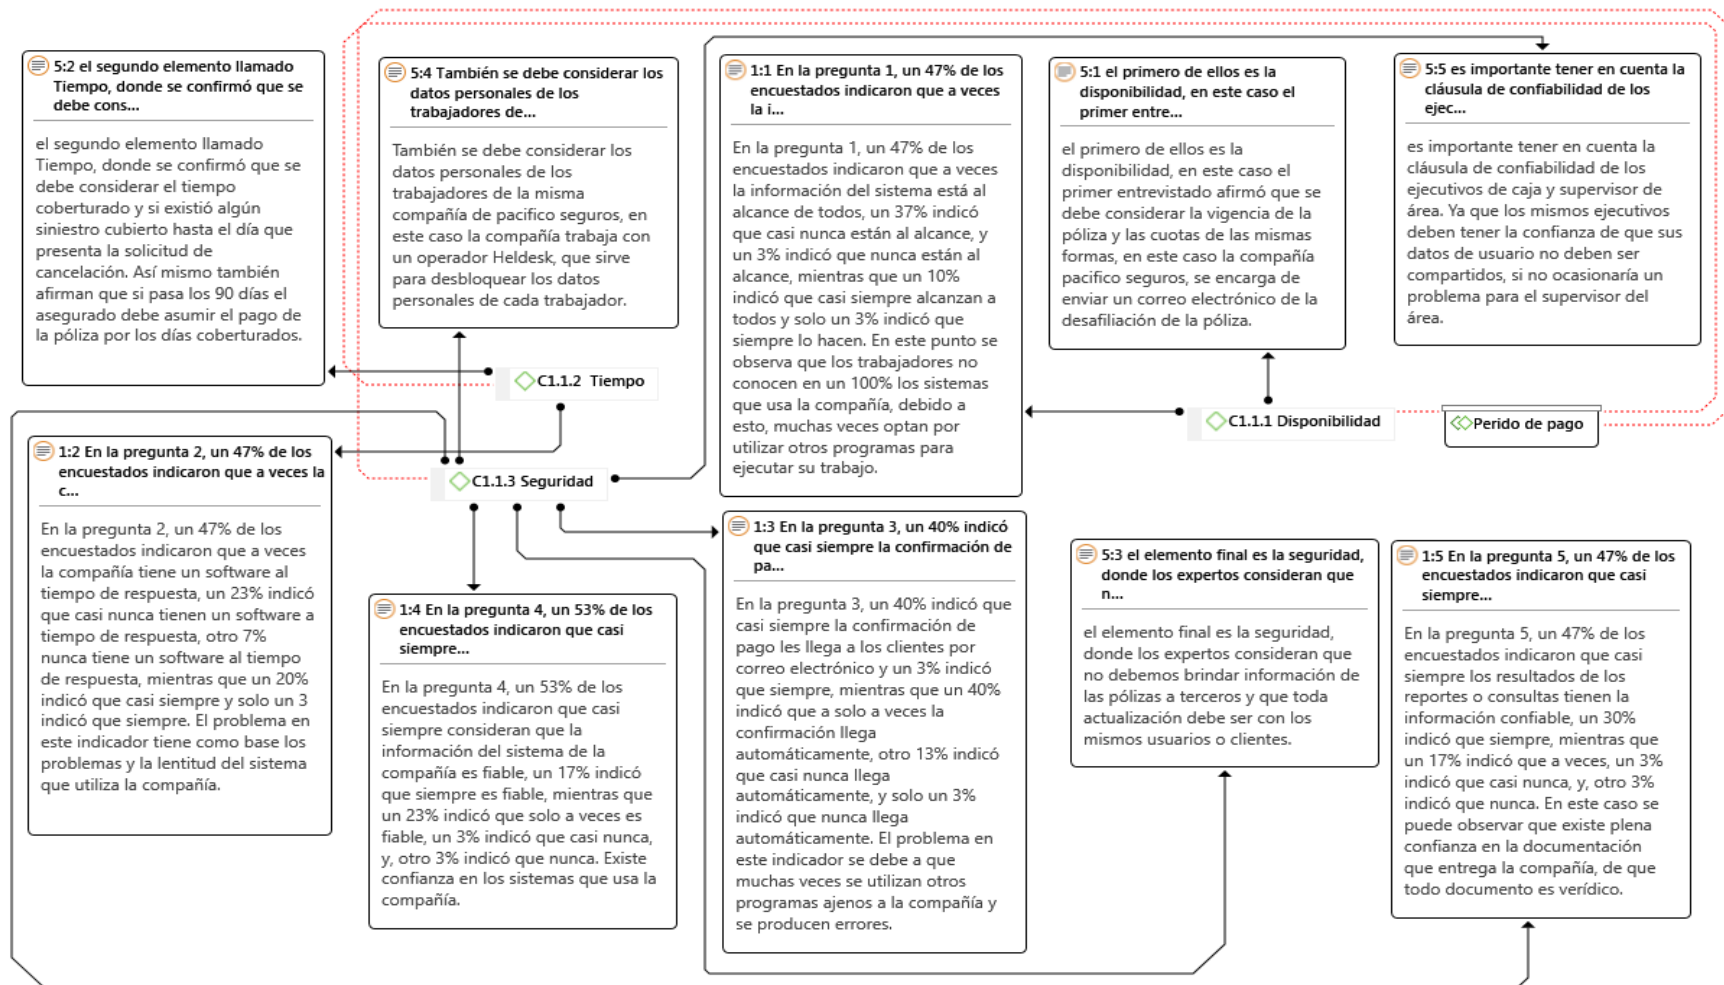 5:2 el segundo elemento llamado
Tiempo, donde se confirmó que se
debe cons...
el segundo elemento llamado
Tiempo, donde se confirmó que se
debe considerar el tiempo
coberturado y si existió algún
siniestro cubierto hasta el día que
presenta la solicitud de
cancelación. Así mismo también
afirman que si pasa los 90 días el
asegurado debe asumir el pago de
la póliza por los días coberturados.
5:4 También se debe considerar los
datos personales de los
trabajadores de...
También se debe considerar los
datos personales de los
trabajadores de la misma
compañía de pacifico seguros, en
este caso la compañía trabaja con
un operador Heldesk, que sirve
para desbloquear los datos
personales de cada trabajador.
1:1 En la pregunta 1, un 47% de los
encuestados indicaron que a veces
la i...
En la pregunta 1, un 47% de los
encuestados indicaron que a veces
la información del sistema está al
alcance de todos, un 37% indicó
que casi nunca están al alcance, y
un 3% indicó que nunca están al
alcance, mientras que un 10%
indicó que casi siempre alcanzan a
todos y solo un 3% indicó que
siempre lo hacen. En este punto se
observa que los trabajadores no
conocen en un 100% los sistemas
que usa la compañía, debido a
esto, muchas veces optan por
utilizar otros programas para
ejecutar su trabajo.
5:1 el primero de ellos es la
disponibilidad, en este caso el
primer entre...
el primero de ellos es la
disponibilidad, en este caso el
primer entrevistado afirmó que se
debe considerar la vigencia de la
póliza y las cuotas de las mismas
formas, en este caso la compañía
pacifico seguros, se encarga de
enviar un correo electrónico de la
desafiliación de la póliza.
5:5 es importante tener en cuenta la
cláusula de confiabilidad de los
ejec...
es importante tener en cuenta la
cláusula de confiabilidad de los
ejecutivos de caja y supervisor de
área. Ya que los mismos ejecutivos
deben tener la confianza de que sus
datos de usuario no deben ser
compartidos, si no ocasionaría un
problema para el supervisor del
área.
C1.1.2 Tiempo
C1.1.1 Disponibilidad
Perido de pago
C1.1.3 Seguridad
1:2 En la pregunta 2, un 47% de los
encuestados indicaron que a veces la
c...
En la pregunta 2, un 47% de los
encuestados indicaron que a veces
la compañía tiene un software al
tiempo de respuesta, un 23% indicó
que casi nunca tienen un software a
tiempo de respuesta, otro 7%
nunca tiene un software al tiempo
de respuesta, mientras que un 20%
indicó que casi siempre y solo un 3
indicó que siempre. El problema en
este indicador tiene como base los
problemas y la lentitud del sistema
que utiliza la compañía.
1:4 En la pregunta 4, un 53% de los
encuestados indicaron que casi
siempre...
En la pregunta 4, un 53% de los
encuestados indicaron que casi
siempre consideran que la
información del sistema de la
compañía es fiable, un 17% indicó
que siempre es fiable, mientras que
un 23% indicó que solo a veces es
fiable, un 3% indicó que casi nunca,
y, otro 3% indicó que nunca. Existe
confianza en los sistemas que usa la
compañía.
1:3 En la pregunta 3, un 40% indicó
que casi siempre la confirmación de
pa...
En la pregunta 3, un 40% indicó que
casi siempre la confirmación de
pago les llega a los clientes por
correo electrónico y un 3% indicó
que siempre, mientras que un 40%
indicó que a solo a veces la
confirmación llega
automáticamente, otro 13% indicó
que casi nunca llega
automáticamente, y solo un 3%
indicó que nunca llega
automáticamente. El problema en
este indicador se debe a que
muchas veces se utilizan otros
programas ajenos a la compañía y
se producen errores.
5:3 el elemento final es la seguridad,
donde los expertos consideran que
n...
el elemento final es la seguridad,
donde los expertos consideran que
no debemos brindar información de
las pólizas a terceros y que toda
actualización debe ser con los
mismos usuarios o clientes.
1:5 En la pregunta 5, un 47% de los
encuestados indicaron que casi
siempre...
En la pregunta 5, un 47% de los
encuestados indicaron que casi
siempre los resultados de los
reportes o consultas tienen la
información confiable, un 30%
indicó que siempre, mientras que
un 17% indicó que a veces, un 3%
indicó que casi nunca, y, otro 3%
indicó que nunca. En este caso se
puede observar que existe plena
confianza en la documentación
que entrega la compañía, de que
todo documento es verídico.